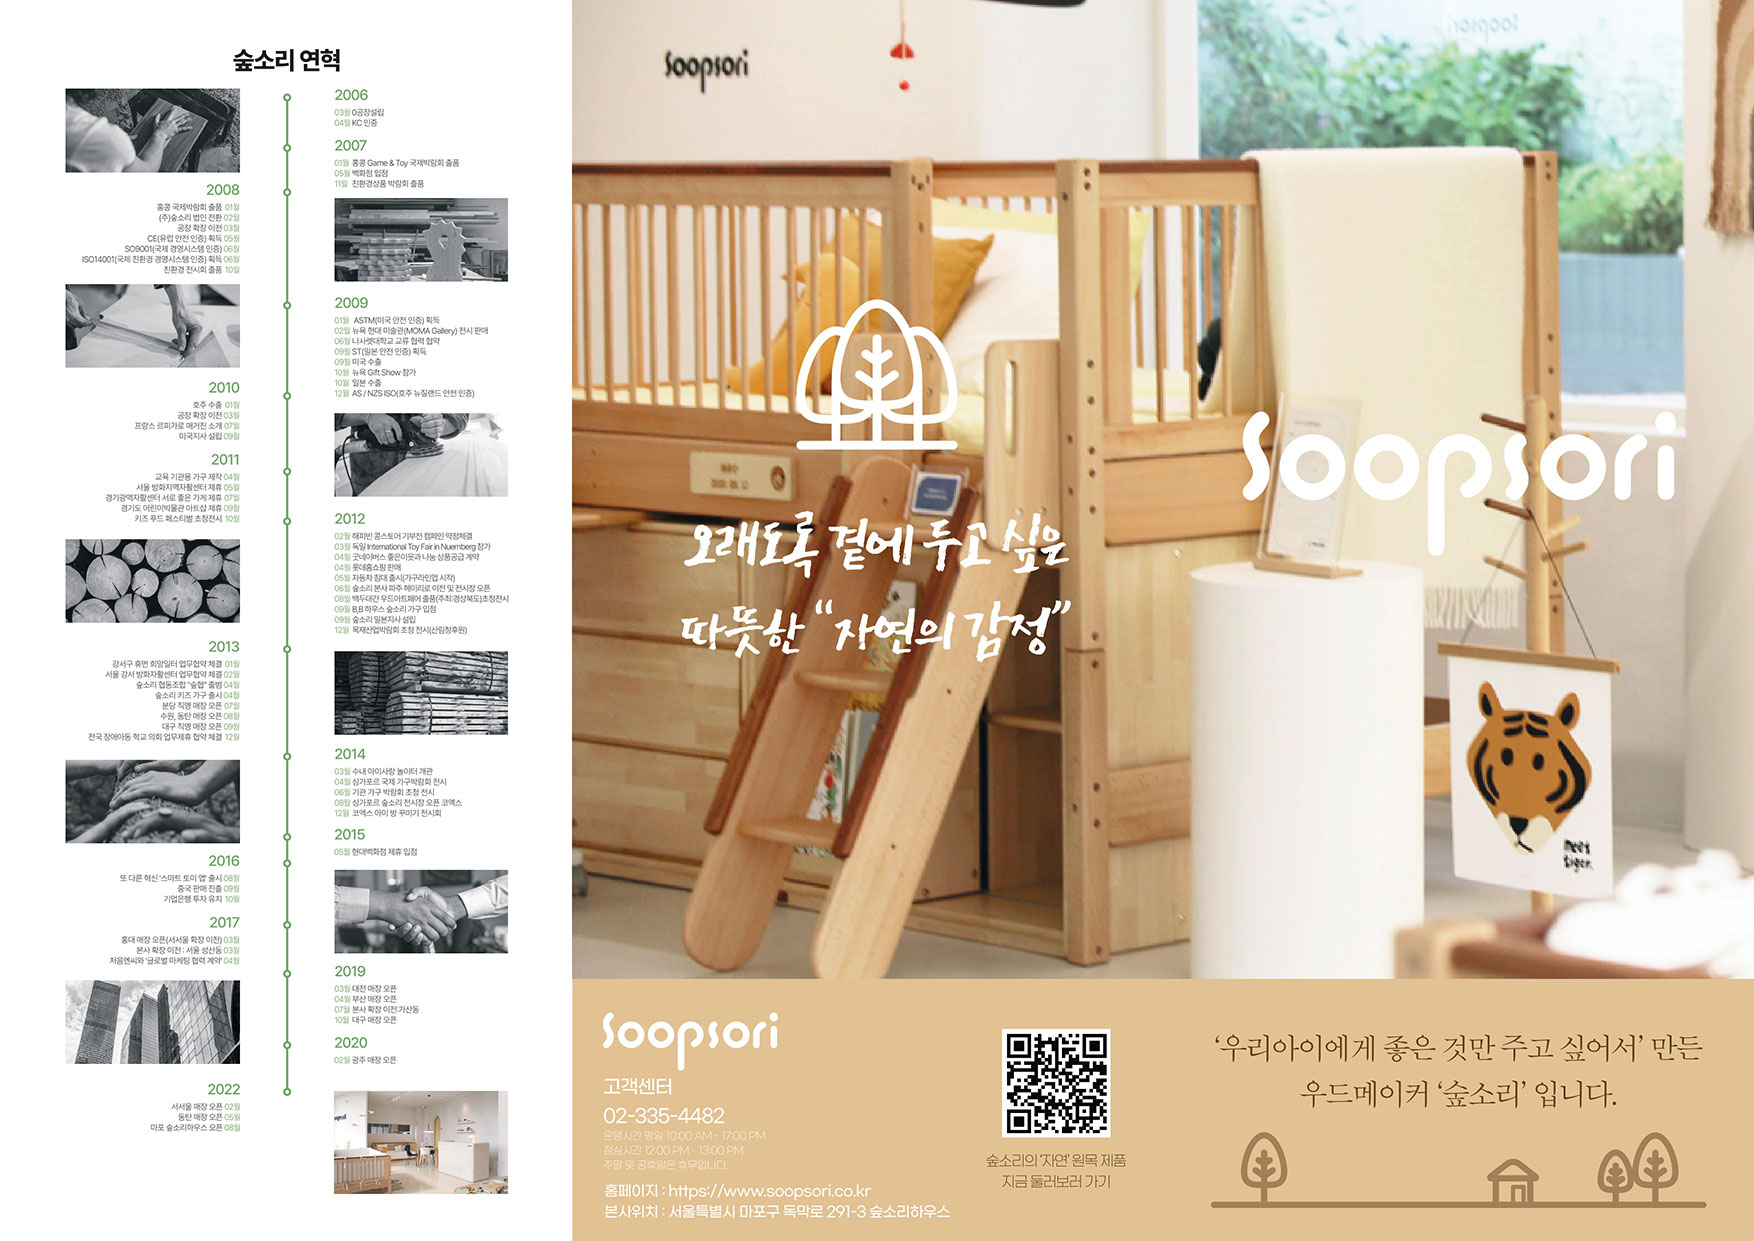 숲소리 연혁
2006
03월 0공장설립
04월 KC 인증
2007
01월 홍콩 Game & Toy 국제박람회 출품
05월 백화점 입점
11월 친환경상품 박람회 출품
2008
홍콩 국제박람회 출품 01월
(주)숲소리 법인 전환 02월
공장 확장 이전 03월
CE(유럽 안전 인증) 획득 05월
SO9001(국제 경영시스템 인증) 06월
ISO14001(국제 친환경 경영시스템 인증) 획득 06월
친환경 전시회 출품 10월
2009
01월 ASTM(미국 안전 인증) 획득
02월 뉴욕 현대 미술관(MOMA Gallery) 전시 판매
06월 나사렛대학교 교류 협력 협약
09월 ST(일본 안전 인증) 획득
09월 미국 수출
10월 뉴욕 Gift Show 참가
10월 일본 수출
12월 AS / NZS ISO(호주 뉴질랜드 안전 인증)
2010
호주 수출 01월
공장 확장 이전 03월
프랑스 르피가로 매거진 소개 07월
미국지사 설립 09월
2011
교육 기관용 가구 제작 04월
서울 방화지역자활센터 제휴 05월
경기광역자활센터 서로 좋은 가게 제휴 07월
경기도 어린이박물관 아트샵 제휴 09월
키즈 푸드 페스티벌 초청전시 10월
2012
02월 해피빈 콩스토어 기부전 캠페인 약정체결
03월 독일 International Toy Fair in Nuernberg 참가
04월 굿네이버스 좋은이웃과 나눔 상품공급 계약
04월 롯데홈쇼핑 판매
05월 자동차 침대 출시(가구라인업 시작)
06월 숲소리 본사 파주 헤이리로 이전 및 전시장 오픈
08월 백두대간 우드아트페어 출품(주최:경상북도)초청전시
09월 B,B 하우스 숲소리 가구 입점
09월 숲소리 일본지사 설립
12월 목재산업박람회 초청 전시(산림청후원)
2013
강서구 휴먼 희망일터 업무협약 체결 01월
서울 강서 방화자활센터 업무협약 체결 02월
숲소리 협동조합 "숲협" 출범 04월
숲소리 키즈 가구 출시 04월
분당 직영 매장 오픈 07월
수원, 동탄 매장 오픈 08월
대구 직영 매장 오픈 09월
전국 장애아동 학교 의회 업무제휴 협약 체결 12월
2014
03월 수내 아이사랑 놀이터 개관
04월 싱가포르 국제 가구박람회 전시
06월 기관 가구 박람회 초청 전시
08월 싱가포르 숲소리 전시장 오픈 코엑스
12월 코엑스 아이 방 꾸미기 전시회
2015
05월 현대백화점 제휴 입점
2016
또 다른 혁신 '스마트 토이 앱' 출시 08월
중국 판매 진출 09월
기업은행 투자 유치 10월
2017
홍대 매장 오픈(서서울 확장 이전) 03월
본사 확장 이전 : 서울 성산동 03월
처음엔씨와 '글로벌 마케팅 협력 계약' 04월
2019
03월 대전 매장 오픈
04월 부산 매장 오픈
07월 본사 확장 이전:가산동
10월 대구 매장 오픈
2020
02월 광주 매장 오픈
2022
서서울 매장 오픈 02월
동탄 매장 오픈 05월
마포 숲소리하우스 오픈 08월
Soopsori
오래도록 곁에 두고 싶은
따뜻한 "자연의 감정"
Soopsori
meet
tiger.
Soopsori
고객센터
02-335-4482
운영시간 평일 10:00 AM - 17:00 PM
점심시간 12:00 PM - 13:00 PM
주말 및 공휴일은 휴무입니다.
홈페이지 : https://www.soopsori.co.kr
본사위치 : 서울특별시 마포구 독막로 291-3 숲소리하우스
숲소리의 '자연' 원목 제품
지금 둘러보러 가기
'우리아이에게 좋은 것만 주고 싶어서' 만든
우드메이커 '숲소리' 입니다.